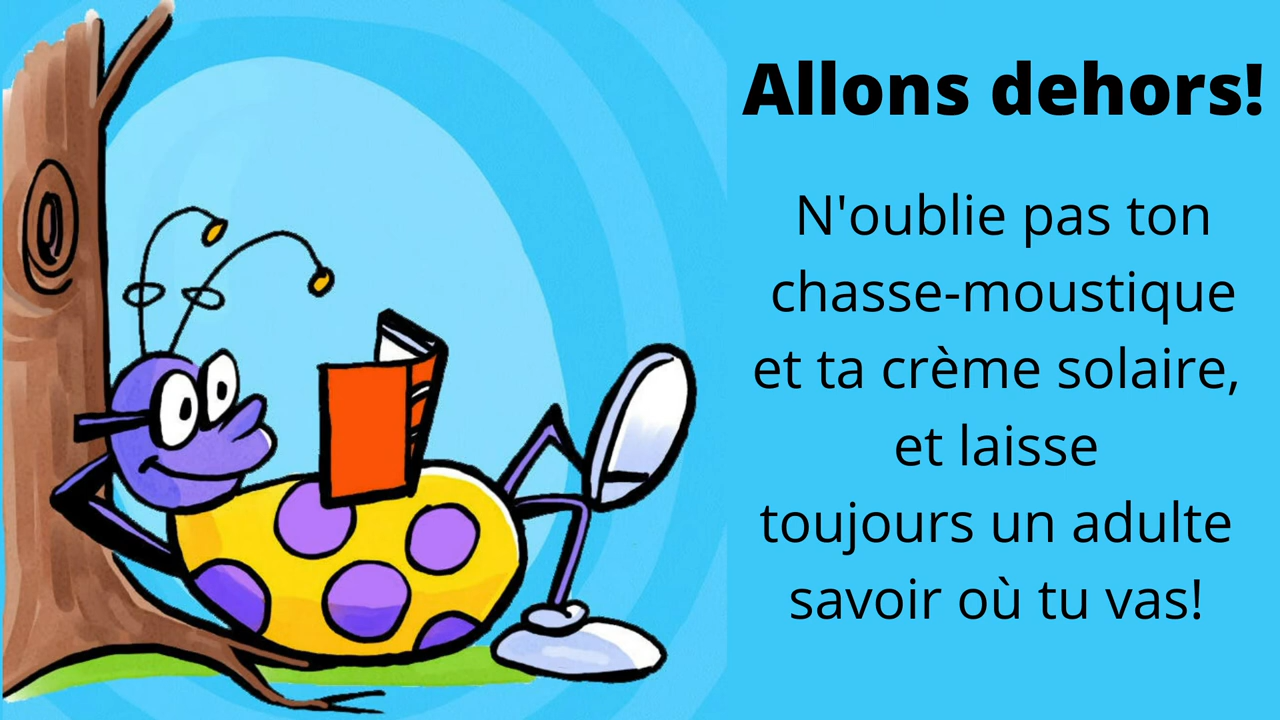 Allons dehors!
N'oublie pas ton
chasse-moustique
et ta crème solaire,
et laisse
toujours un adulte
savoir où tu vas!